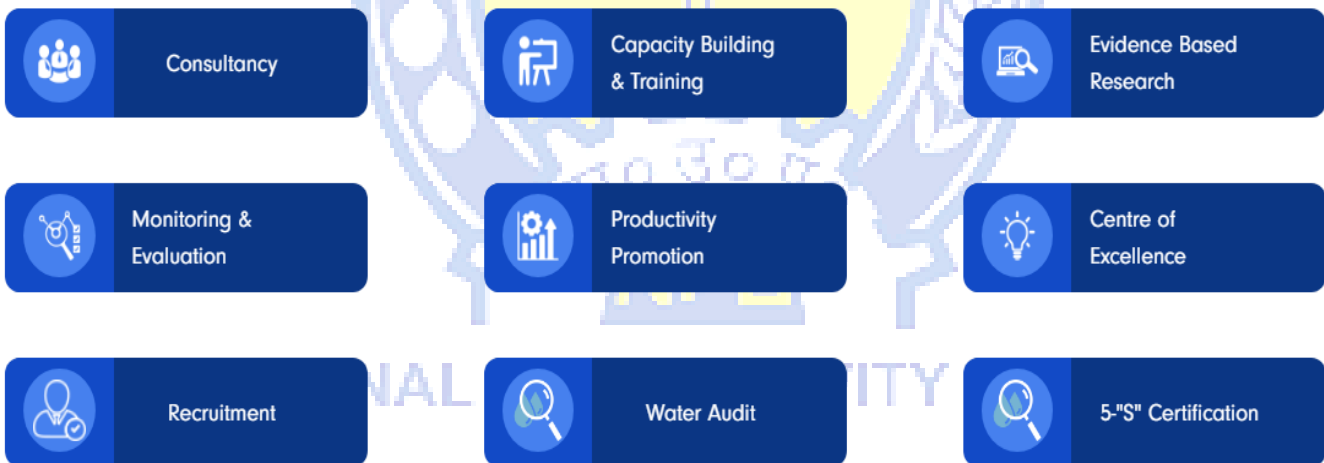 Consultancy
Capacity Building
& Training
Evidence Based
Research
Monitoring &
Evaluation
Productivity
Promotion
Centre of
Excellence
Recruitment
Water Audit
5-"S" Certification